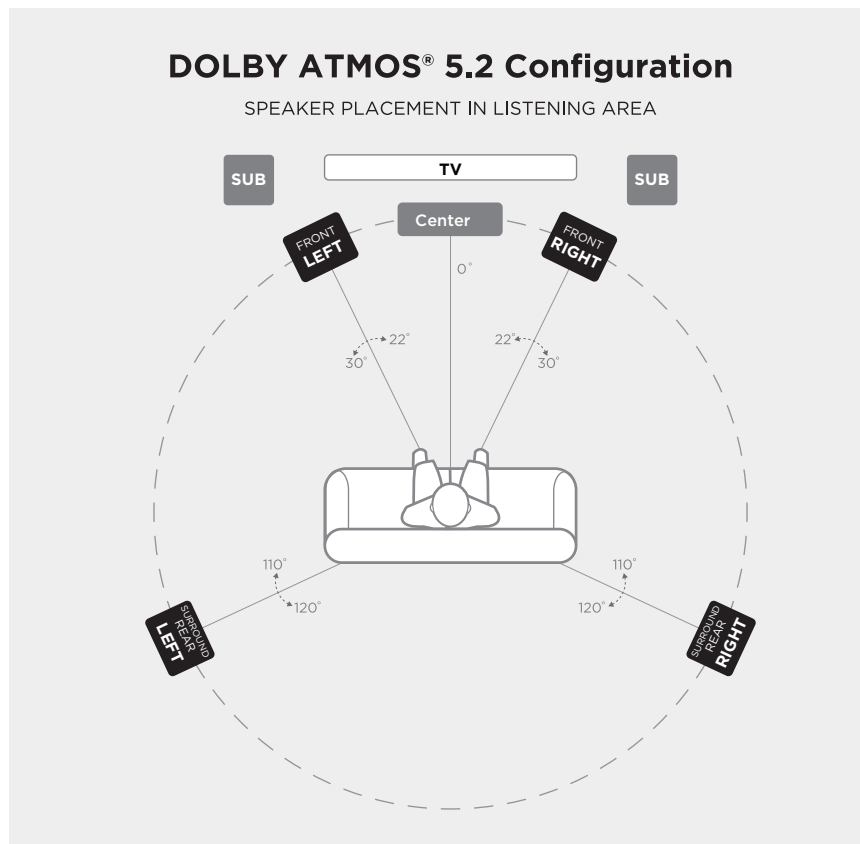 DOLBY ATMOS® 5.2 Configuration
SPEAKER PLACEMENT IN LISTENING AREA
SUB
TV
SUB
FRONT
LEFT
Center
FRONT
RIGHT
0°
22°
30°
22°
30°
110°
120°
110°
120°
SURROUND
REAR
LEFT
SURROUND
REAR
RIGHT